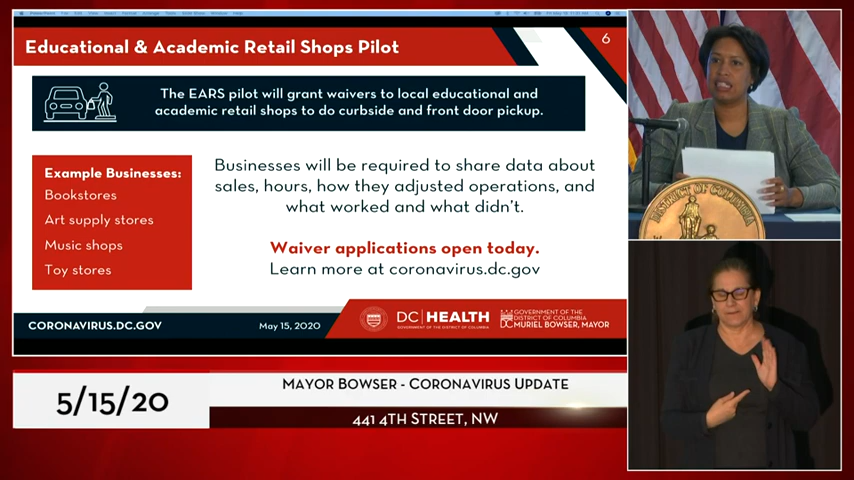 Educational & Academic Retail Shops Pilot
6
The EARS pilot will grant waivers to local educational and
academic retail shops to do curbside and front door pickup.
Example Businesses:
Bookstores
Art supply stores
Music shops
Toy stores
Businesses will be required to share data about
sales, hours, how they adjusted operations, and
what worked and what didn't.
Waiver applications open today.
Learn more at coronavirus.dc.gov
CORONAVIRUS.DC.GOV
May 15, 2020
DC HEALTH
GOVERNMENT OF THE DISTRICT OF COLUMBIA
GOVERNMENT OF THE
DISTRICT OF COLUMBIA
DC MURIEL BOWSER, MAYOR
DISTRICT OF COLUMBIA
5/15/20
MAYOR BOWSER - CORONAVIRUS UPDATE
441 4TH STREET, NW